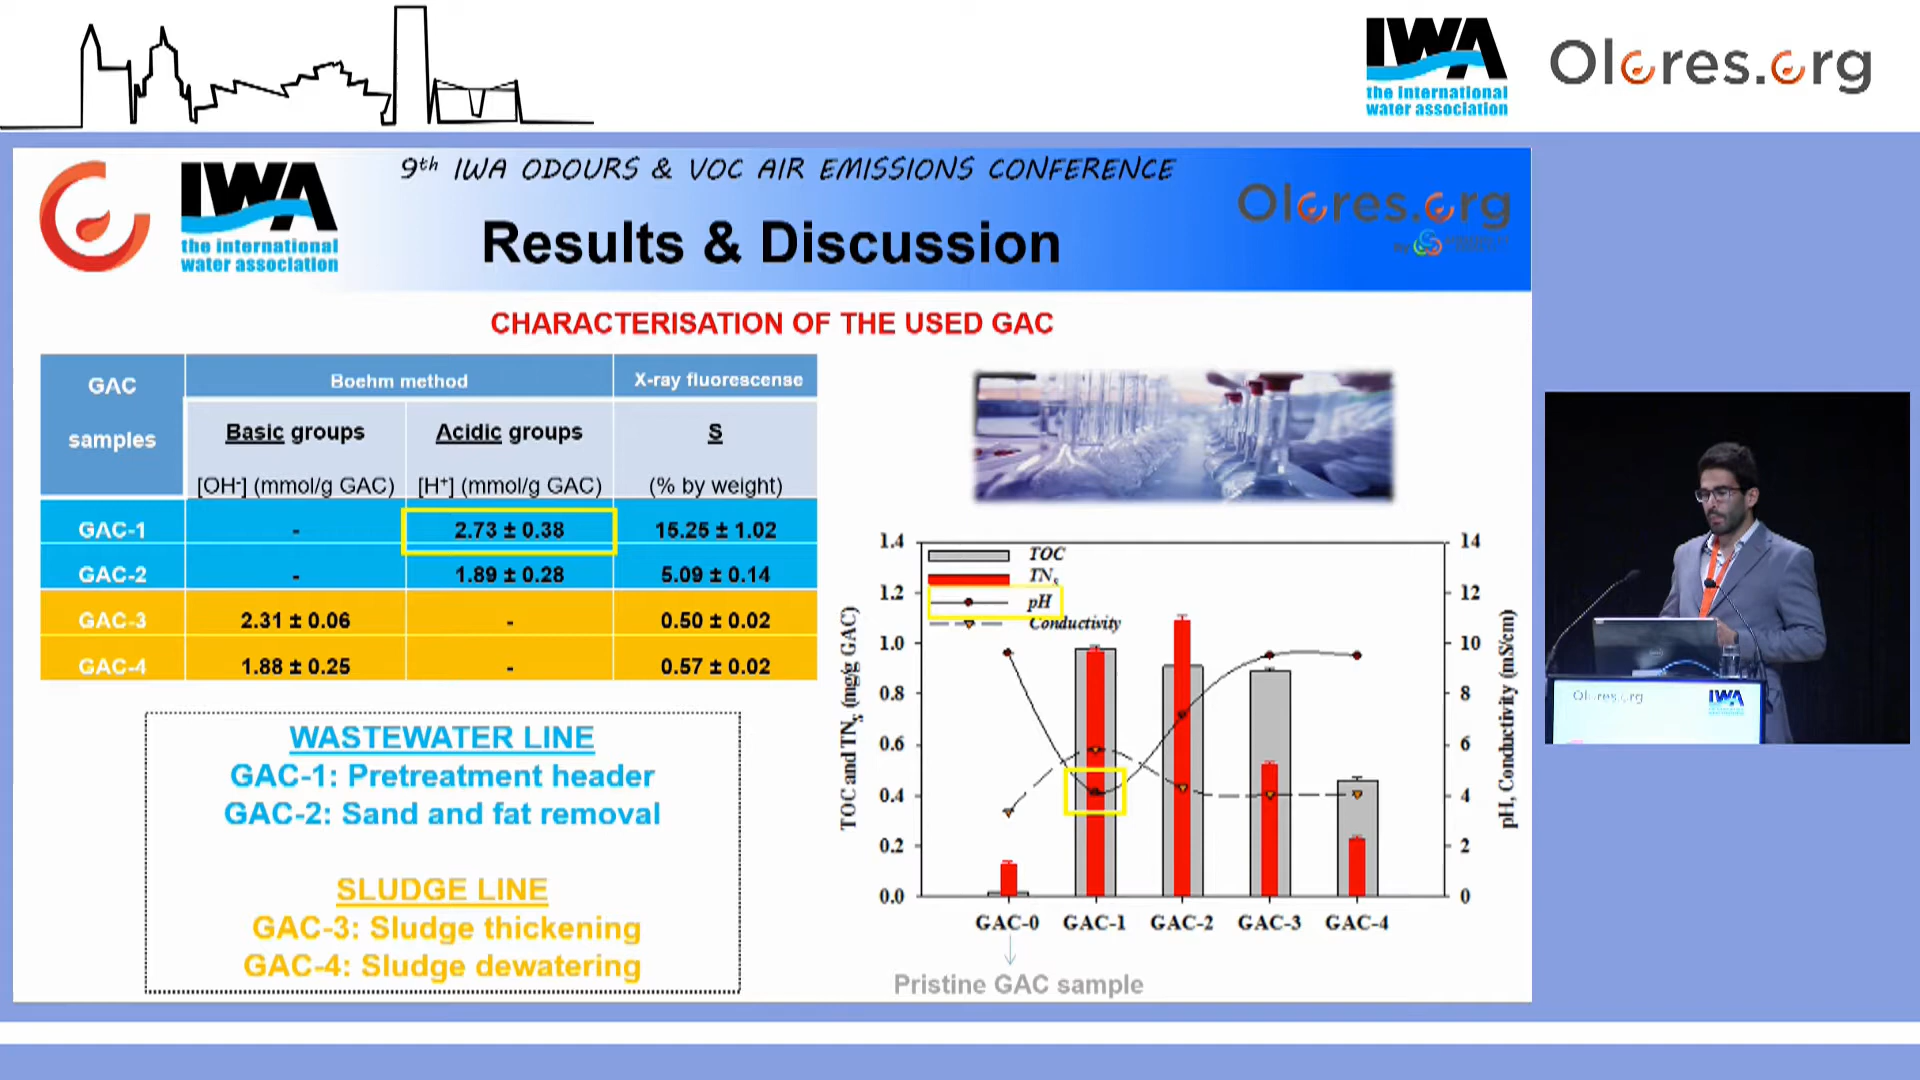 IWA
the international
water association
Olores.org
9th IWA ODOURS & VOC AIR EMISSIONS CONFERENCE
IWA
the international
water association
Results & Discussion
Olores.org
CHARACTERISATION OF THE USED GAC
GAC samples
Boehm method
X-ray fluorescense
Basic groups
[OH-] (mmol/g GAC)
Acidic groups
[H+] (mmol/g GAC)
S
(% by weight)
GAC-1 - 2.73 ± 0.38 15.25 ± 1.02
GAC-2 - 1.89 ± 0.28 5.09 ± 0.14
GAC-3 2.31 ± 0.06 - 0.50 ± 0.02
GAC-4 1.88 ± 0.25 - 0.57 ± 0.02
WASTEWATER LINE
GAC-1: Pretreatment header
GAC-2: Sand and fat removal
SLUDGE LINE
GAC-3: Sludge thickening
GAC-4: Sludge dewatering
TOC
TNs
pH
Conductivity
TOC and TNs (mg/g GAC)
1.4
1.2
1.0
0.8
0.6
0.4
0.2
0.0
14
12
10
8
6
4
2
0
pH, Conductivity (mS/cm)
GAC-0 GAC-1 GAC-2 GAC-3 GAC-4
Pristine GAC sample
Olores.org
IWA